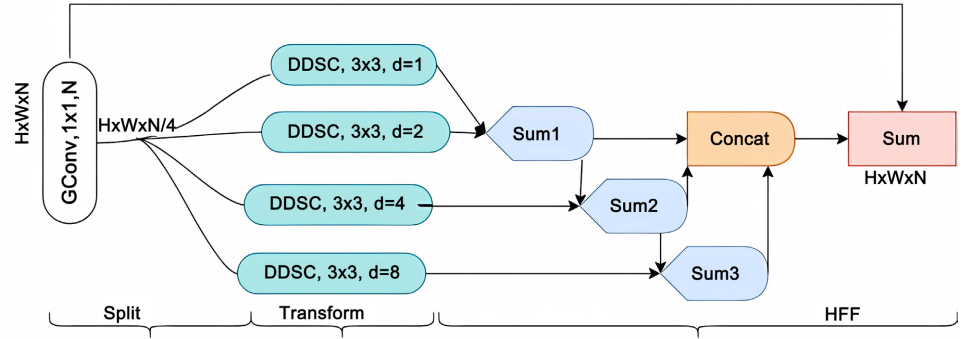 HxWxN
GConv,1x1,N
HxWxN/4
DDSC, 3x3, d=1
DDSC, 3x3, d=2
DDSC, 3x3, d=4
DDSC, 3x3, d=8
Sum1
Sum2
Sum3
Concat
Sum
HxWxN
Split
Transform
HFF